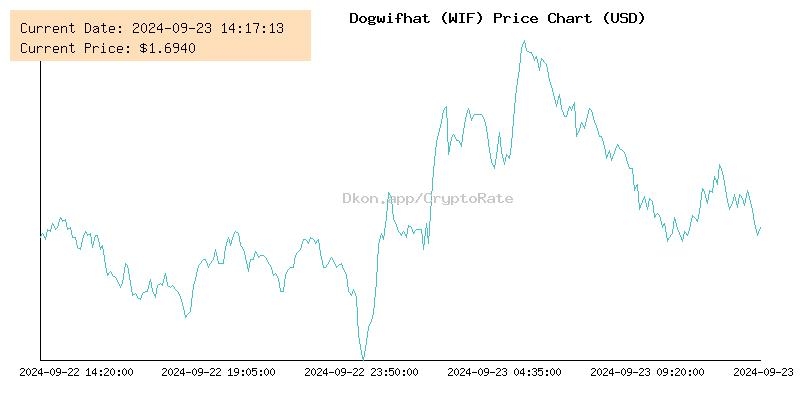 Dogwifhat (WIF) Price Chart (USD)
Current Date: 2024-09-23 14:17:13
Current Price: $1.6940
Dkon.app/CryptoRate
2024-09-22 14:20:00 2024-09-22 19:05:00 2024-09-22 23:50:00 2024-09-23 04:35:00 2024-09-23 09:20:00 2024-09-23